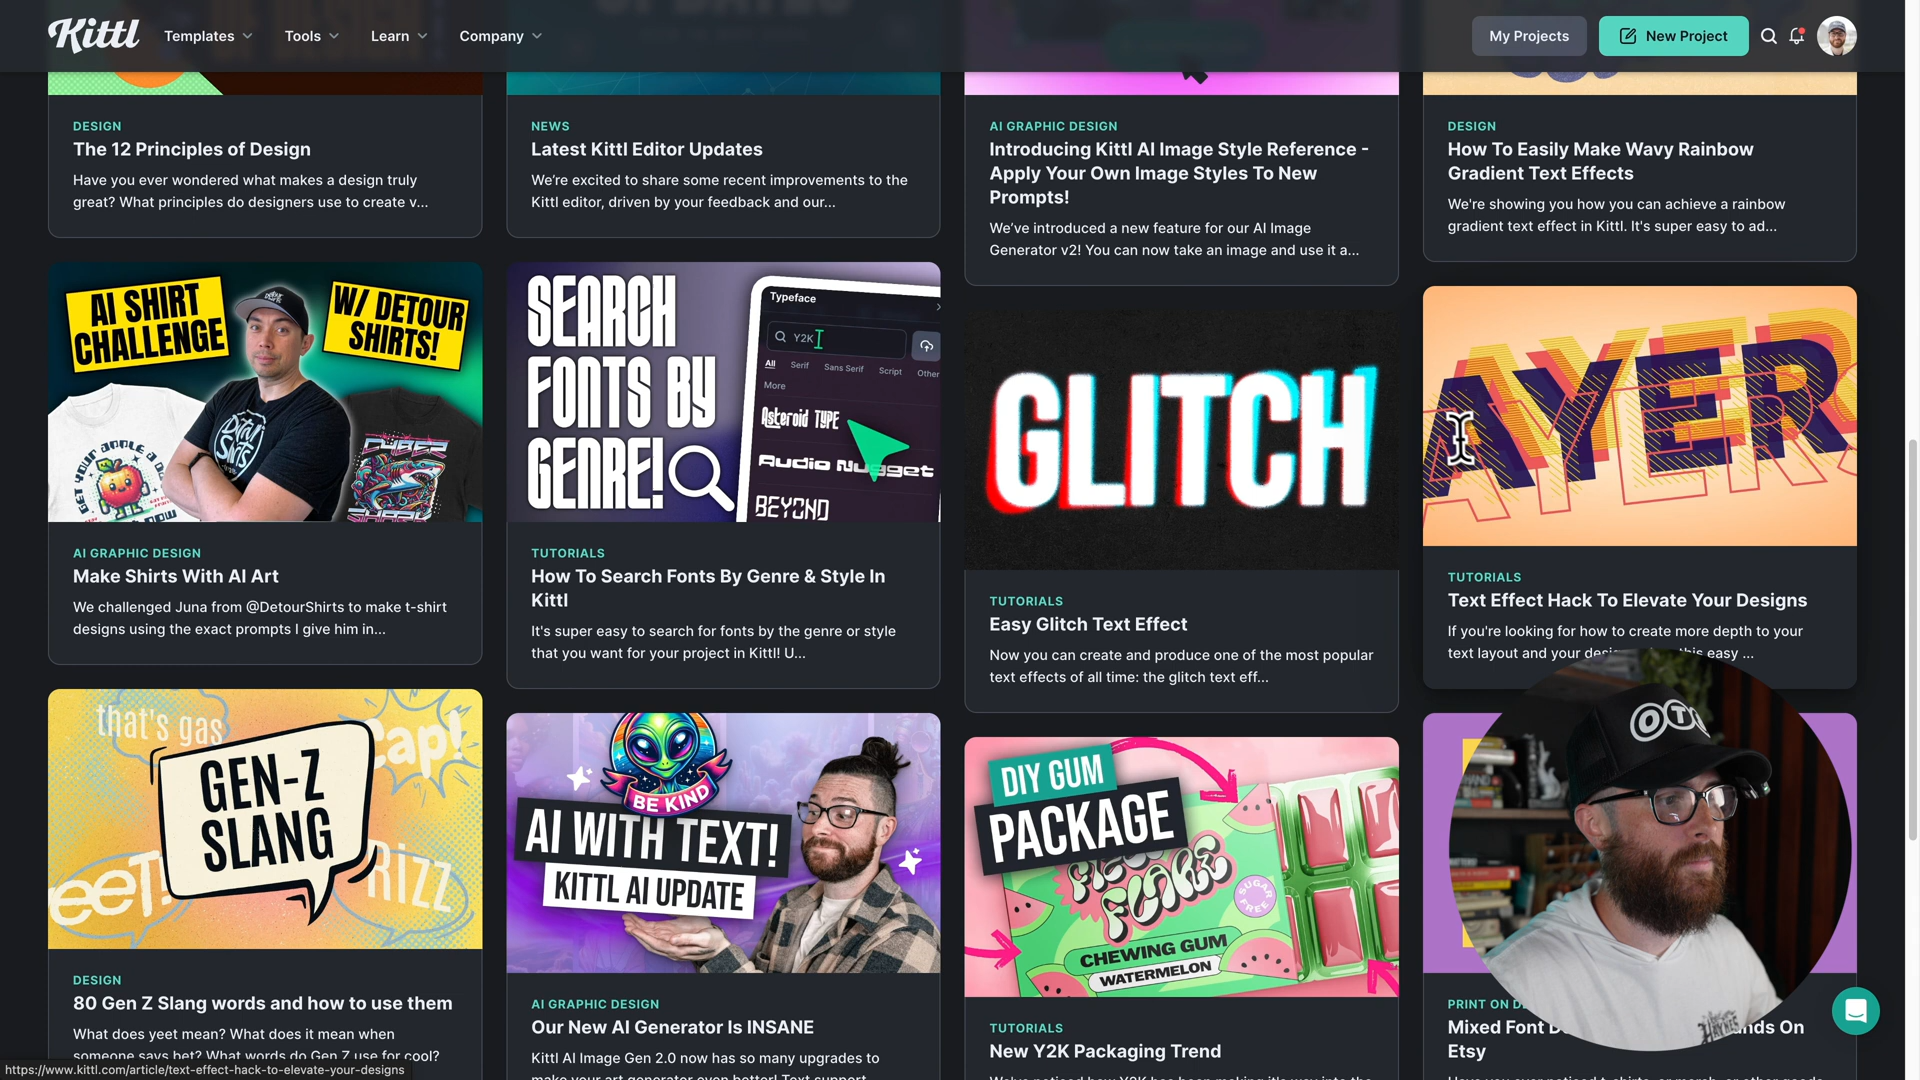 Kittl
Templates
Tools
Learn
Company
My Projects
New Project
DESIGN
The 12 Principles of Design
Have you ever wondered what makes a design truly
great? What principles do designers use to create v...
NEWS
Latest Kittl Editor Updates
We’re excited to share some recent improvements to the
Kittl editor, driven by your feedback and our...
AI GRAPHIC DESIGN
Introducing Kittl AI Image Style Reference -
Apply Your Own Image Styles To New
Prompts!
We’ve introduced a new feature for our AI Image
Generator v2! You can now take an image and use it a...
DESIGN
How To Easily Make Wavy Rainbow
Gradient Text Effects
We're showing you how you can achieve a rainbow
gradient text effect in Kittl. It's super easy to ad...
AI SHIRT
CHALLENGE
W/ DETOUR
SHIRTS!
AI GRAPHIC DESIGN
Make Shirts With AI Art
We challenged Juna from @DetourShirts to make t-shirt
designs using the exact prompts I give him in...
SEARCH
FONTS BY
GENRE!
Typeface
Y2K
All
Serif
Sans Serif
Script
Other
More
Asteroid TYPE
Audio Nugget
BEYOND
TUTORIALS
How To Search Fonts By Genre & Style In
Kittl
It's super easy to search for fonts by the genre or style
that you want for your project in Kittl! U...
GLITCH
TUTORIALS
Easy Glitch Text Effect
Now you can create and produce one of the most popular
text effects of all time: the glitch text eff...
AYERS
TUTORIALS
Text Effect Hack To Elevate Your Designs
If you're looking for how to create more depth to your
text layout and your this easy ...
that's gas
Cap!
GEN-Z
SLANG
eet!
RIZZ
DESIGN
80 Gen Z Slang words and how to use them
What does yeet mean? What does it mean when
someone says bet? What words do Gen Z use for cool?
BE KIND
AI WITH TEXT!
KITTL AI UPDATE
AI GRAPHIC DESIGN
Our New AI Generator Is INSANE
Kittl AI Image Gen 2.0 now has so many upgrades to
make your art generator even better! Text support
DIY GUM
PACKAGE
SUGAR
FREE
CHEWING GUM
WATERMELON
TUTORIALS
New Y2K Packaging Trend
PRINT ON
Mixed Font On
Etsy
https://www.kittl.com/article/text-effect-hack-to-elevate-your-designs